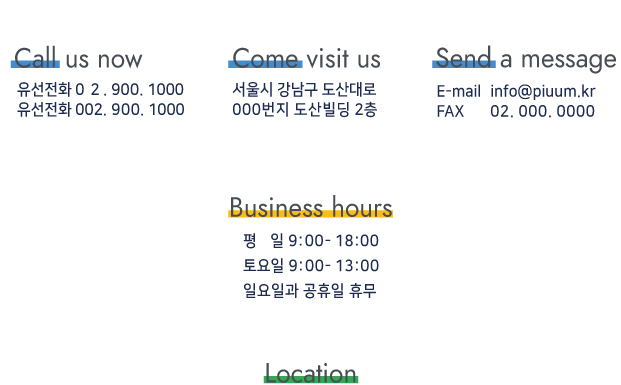 Call us now
유선전화 0 2 . 900. 1000
유선전화 002. 900. 1000
Come visit us
서울시 강남구 도산대로
000번지 도산빌딩 2층
Send a message
E-mail info@piuum.kr
FAX 02. 000. 0000
Business hours
평 일 9:00- 18:00
토요일 9:00- 13:00
일요일과 공휴일 휴무
Location